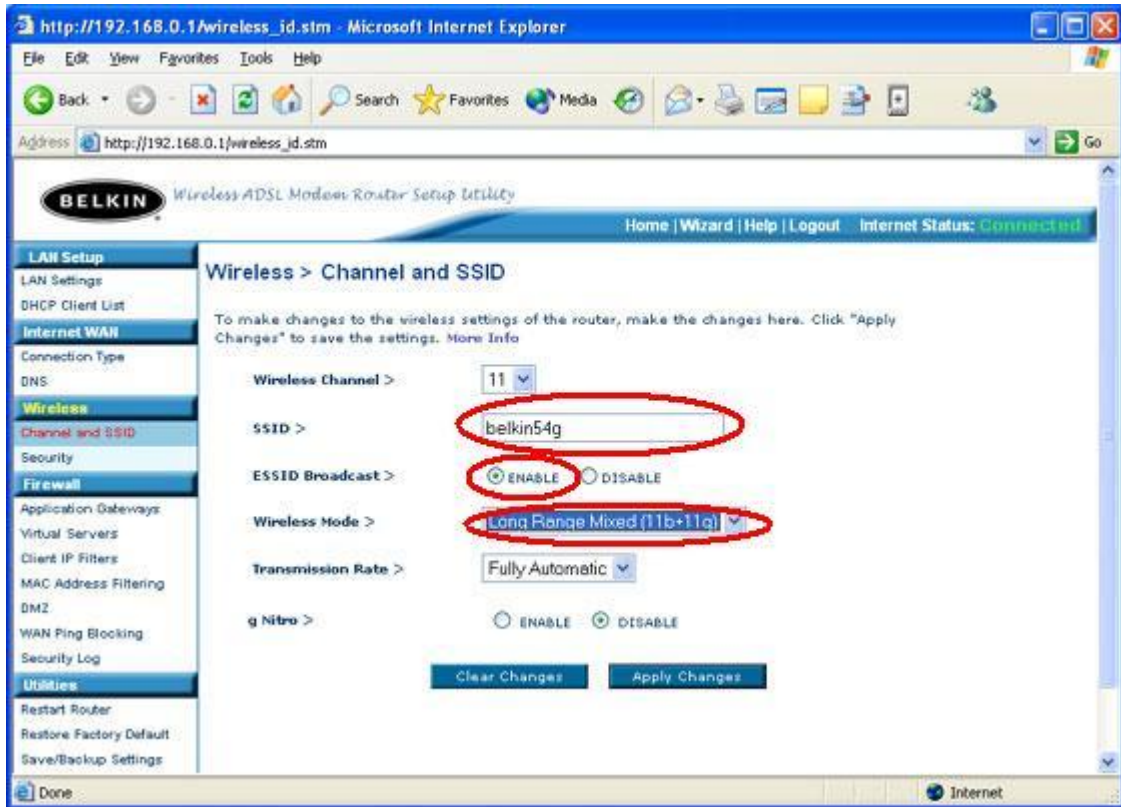 http://192.168.0.1/wireless_id.stm - Microsoft Internet Explorer
File Edit View Favorites Tools Help
Back Search Favorites Media
Address http://192.168.0.1/wireless_id.stm Go
BELKIN Wireless ADSL Modem Router Setup Utility
Home | Wizard | Help | Logout Internet Status: Connected
LAN Setup
LAN Settings
DHCP Client List
Internet WAN
Connection Type
DNS
Wireless
Channel and SSID
Security
Firewall
Application Gateways
Virtual Servers
Client IP Filters
MAC Address Filtering
DMZ
WAN Ping Blocking
Security Log
Utilities
Restart Router
Restore Factory Default
Save/Backup Settings
Wireless > Channel and SSID
To make changes to the wireless settings of the router, make the changes here. Click "Apply
Changes" to save the settings. More Info
Wireless Channel > 11
SSID > belkin54g
ESSID Broadcast > ENABLE DISABLE
Wireless Mode > Long Range Mixed (11b+11g)
Transmission Rate > Fully Automatic
g Nitro > ENABLE DISABLE
Clear Changes Apply Changes
Done Internet